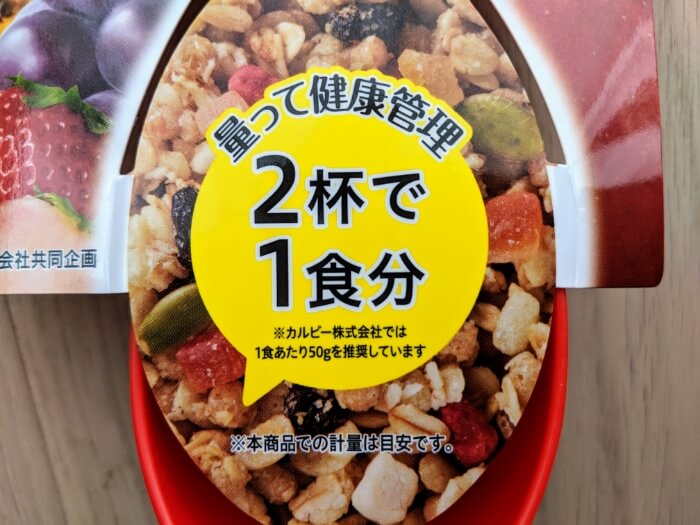 量って健康管理
2杯で
1食分
※カルビー株式会社では
1食あたり50gを推奨しています
会社共同企画
※本商品での計量は目安です。